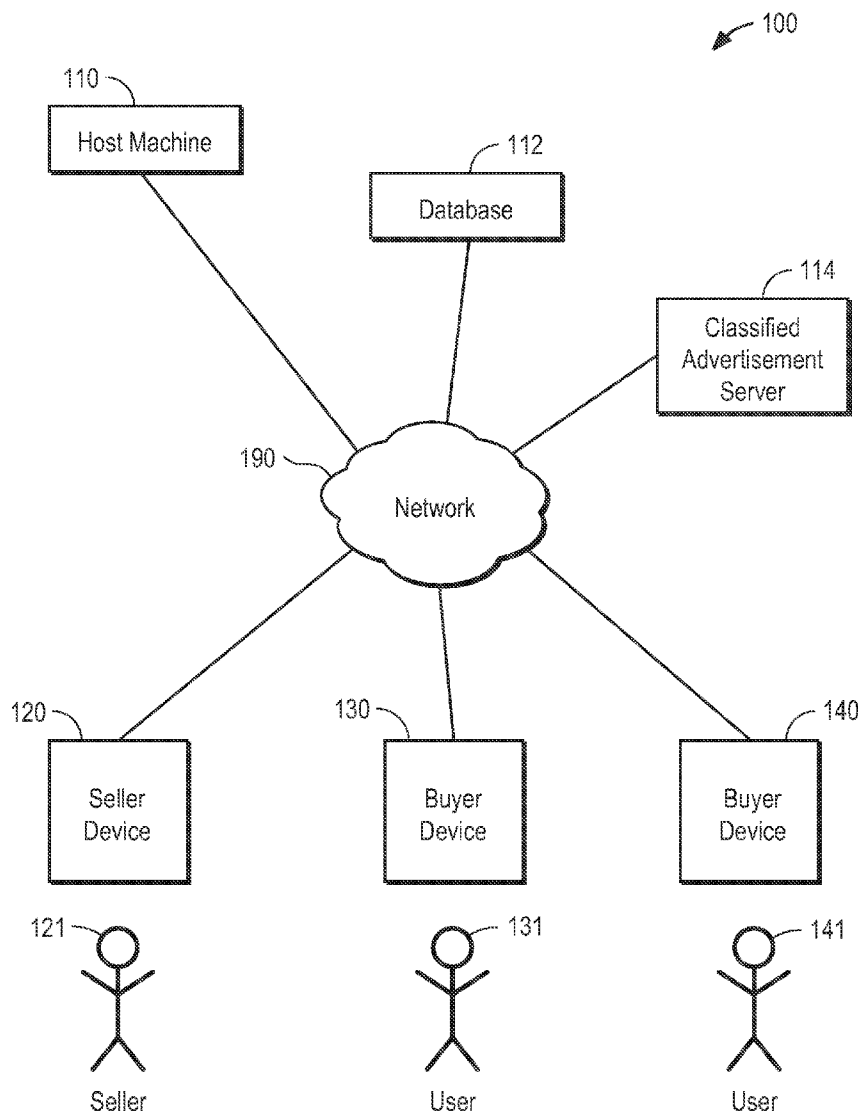 100
110
Host Machine
112
Database
114
Classified
Advertisement
Server
190
Network
120
130
140
Seller
Device
Buyer
Device
Buyer
Device
121
131
141
Seller
User
User